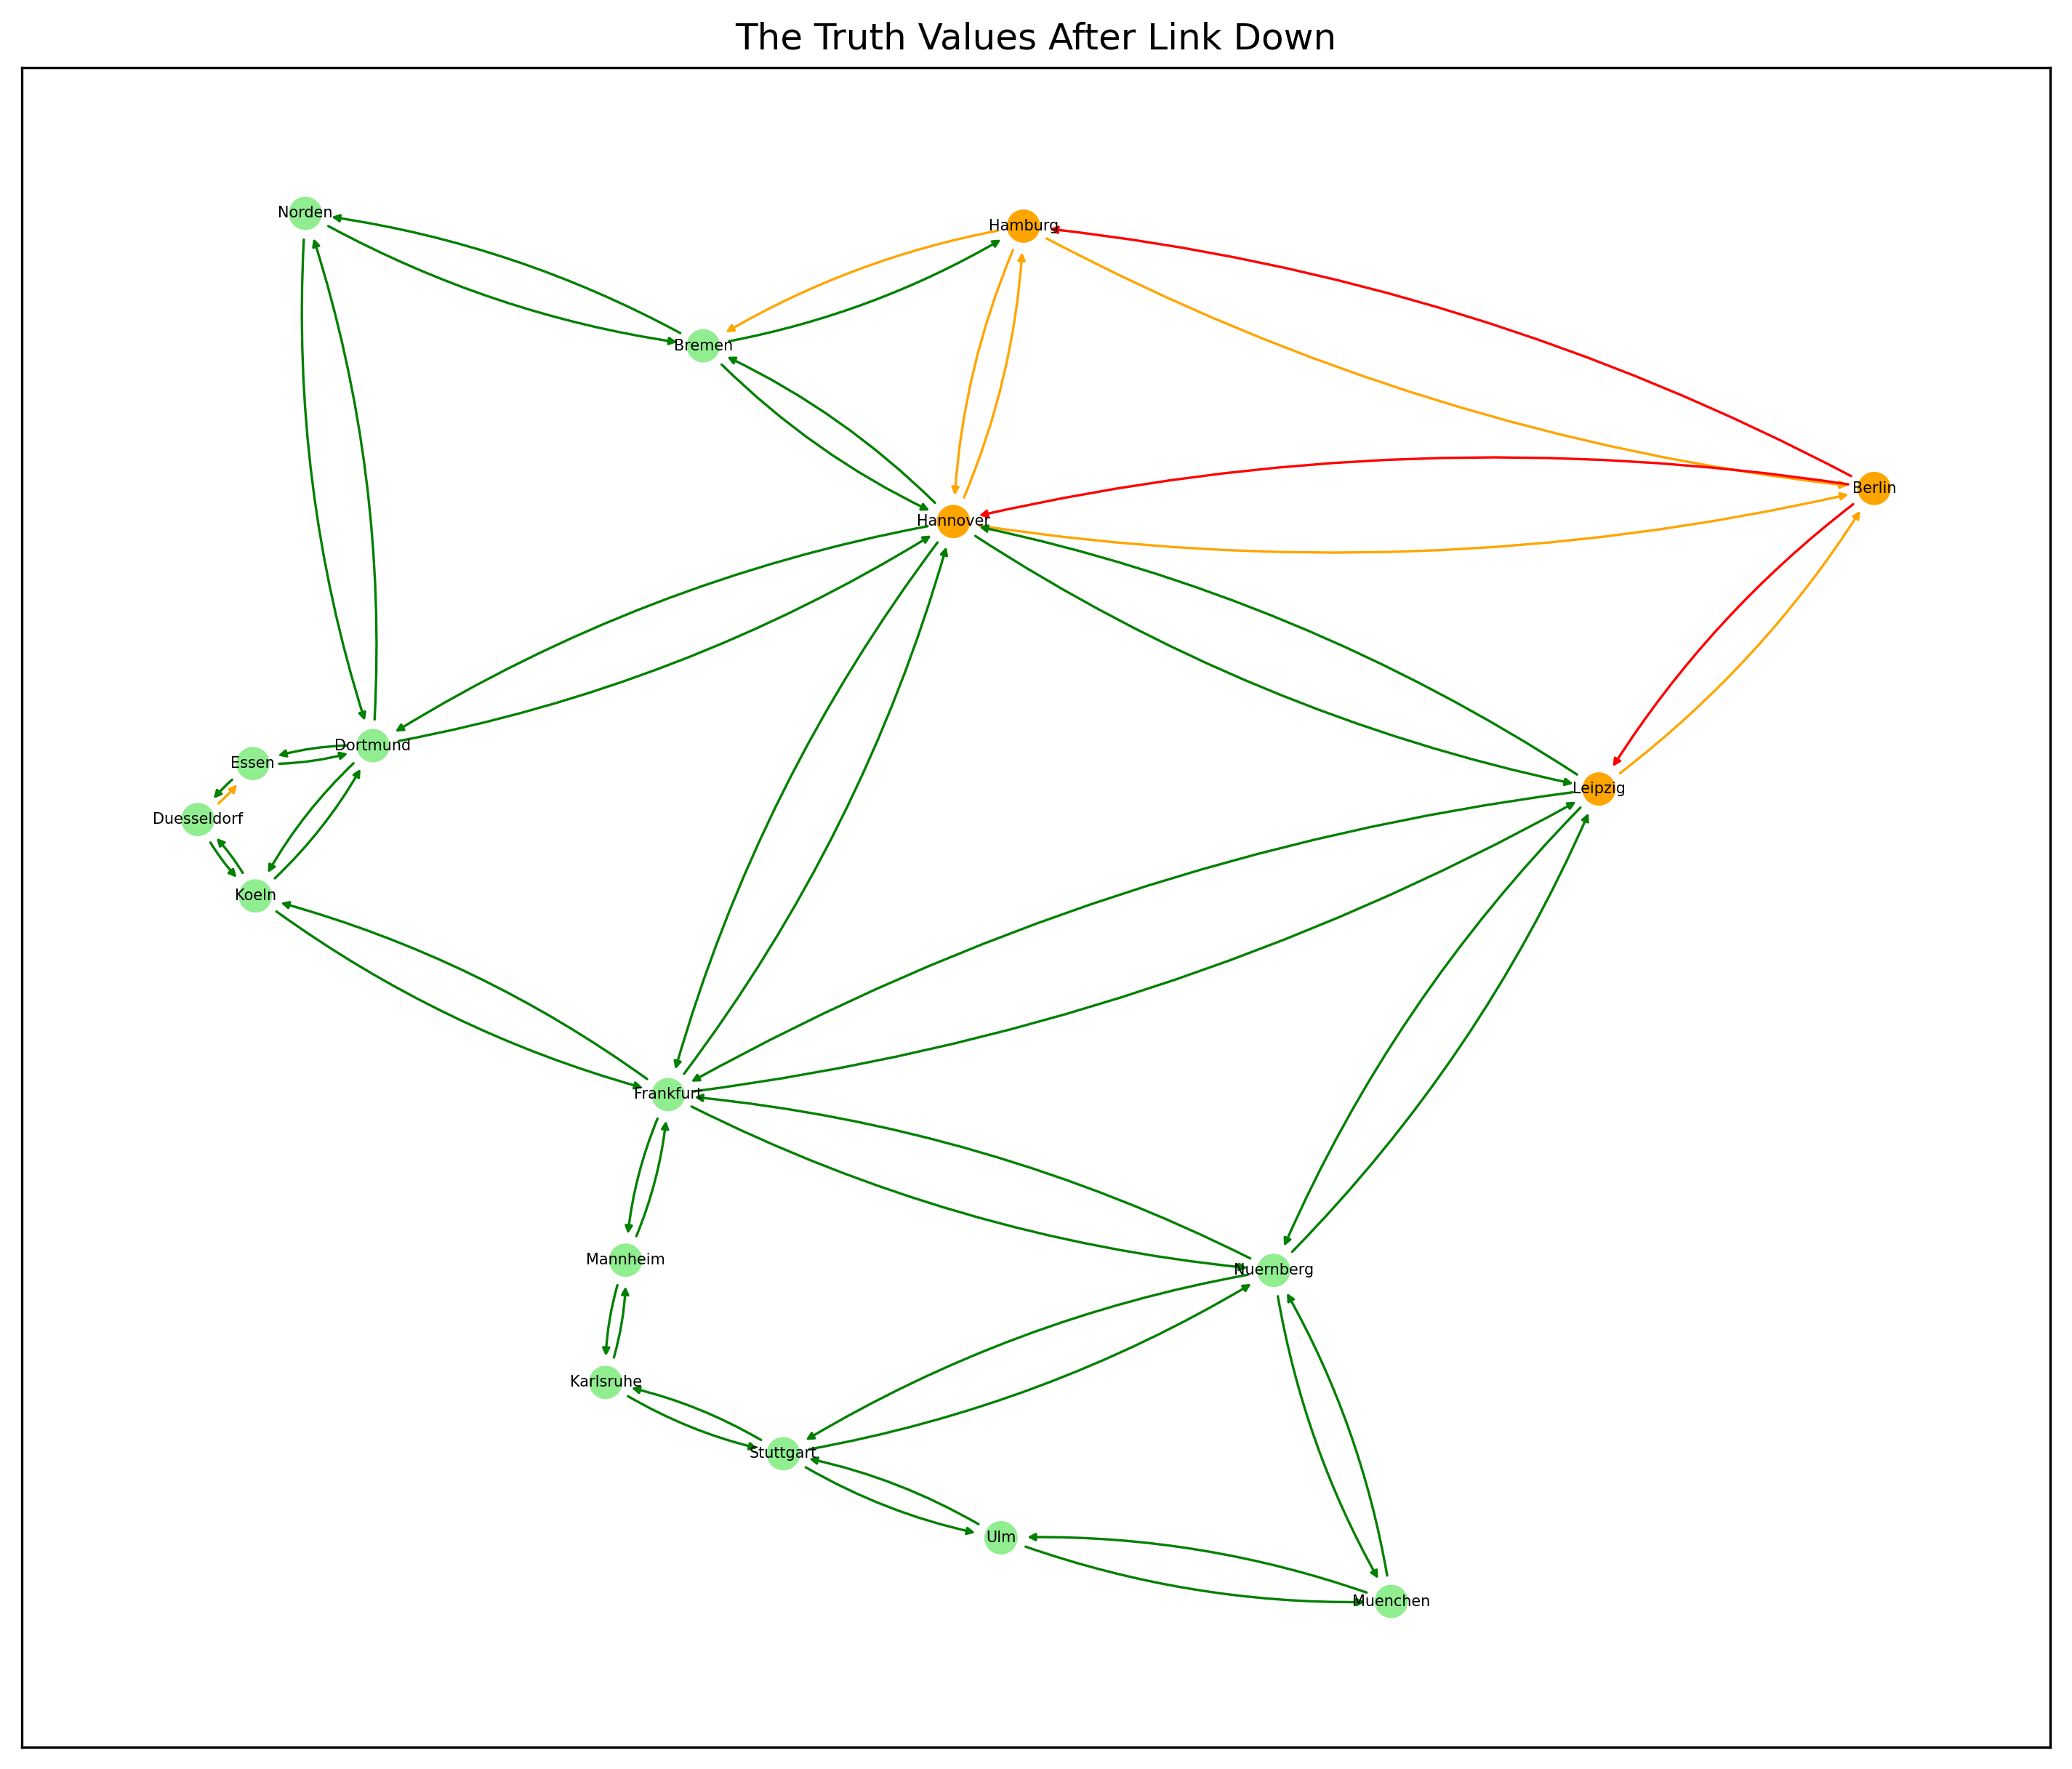 The Truth Values After Link Down
Norden
Hamburg
Bremen
Berlin
Hannover
Dortmund
Essen
Leipzig
Duesseldorf
Koeln
Frankfurt
Mannheim
Nuernberg
Karlsruhe
Stuttgart
Ulm
Muenchen